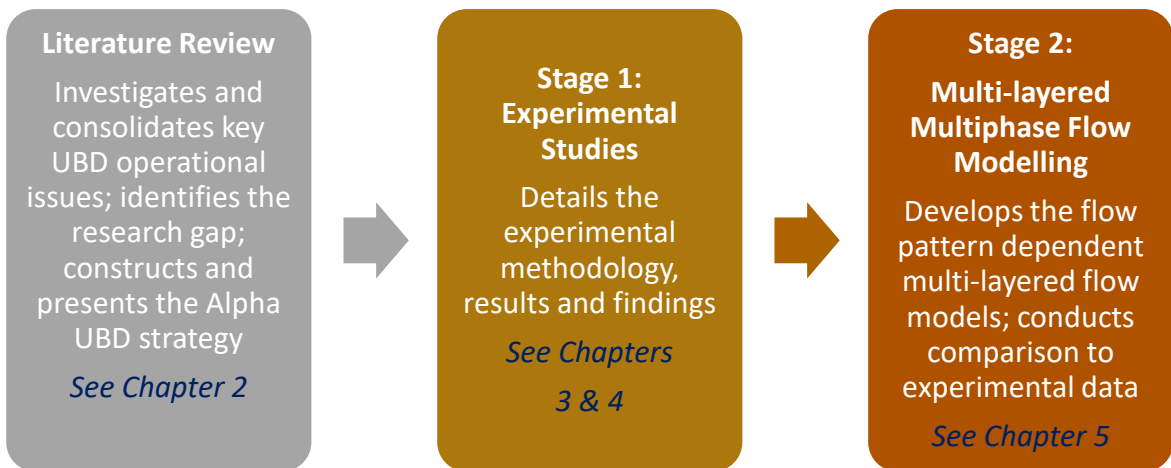 Literature Review
Investigates and
consolidates key
UBD operational
issues; identifies the
research gap;
constructs and
presents the Alpha
UBD strategy
See Chapter 2
Stage 1:
Experimental
Studies
Details the
experimental
methodology,
results and findings
See Chapters
3 & 4
Stage 2:
Multi-layered
Multiphase Flow
Modelling
Develops the flow
pattern dependent
multi-layered flow
models; conducts
comparison to
experimental data
See Chapter 5